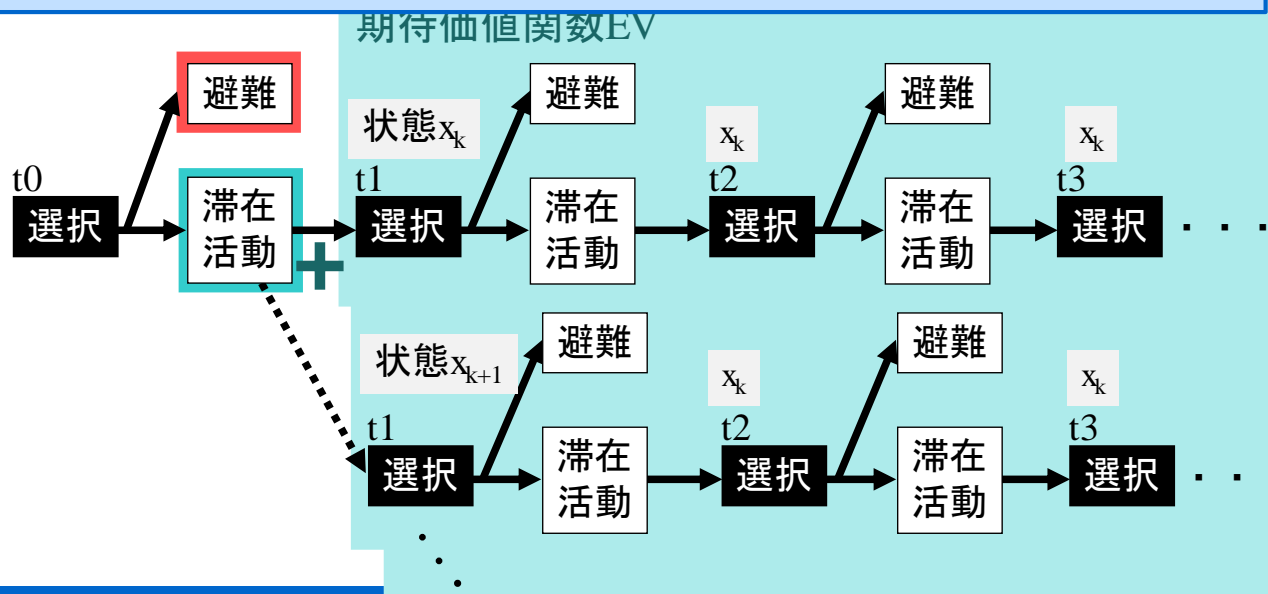 期待価値関数EV
避難
避難
避難
状態xk
xk
xk
t0
t1
t2
t3
選択
滞在
活動
+
選択
滞在
活動
選択
滞在
活動
選択
・・・
避難
避難
状態xk+1
xk
xk
t1
t2
t3
選択
滞在
活動
選択
滞在
活動
選択
・・